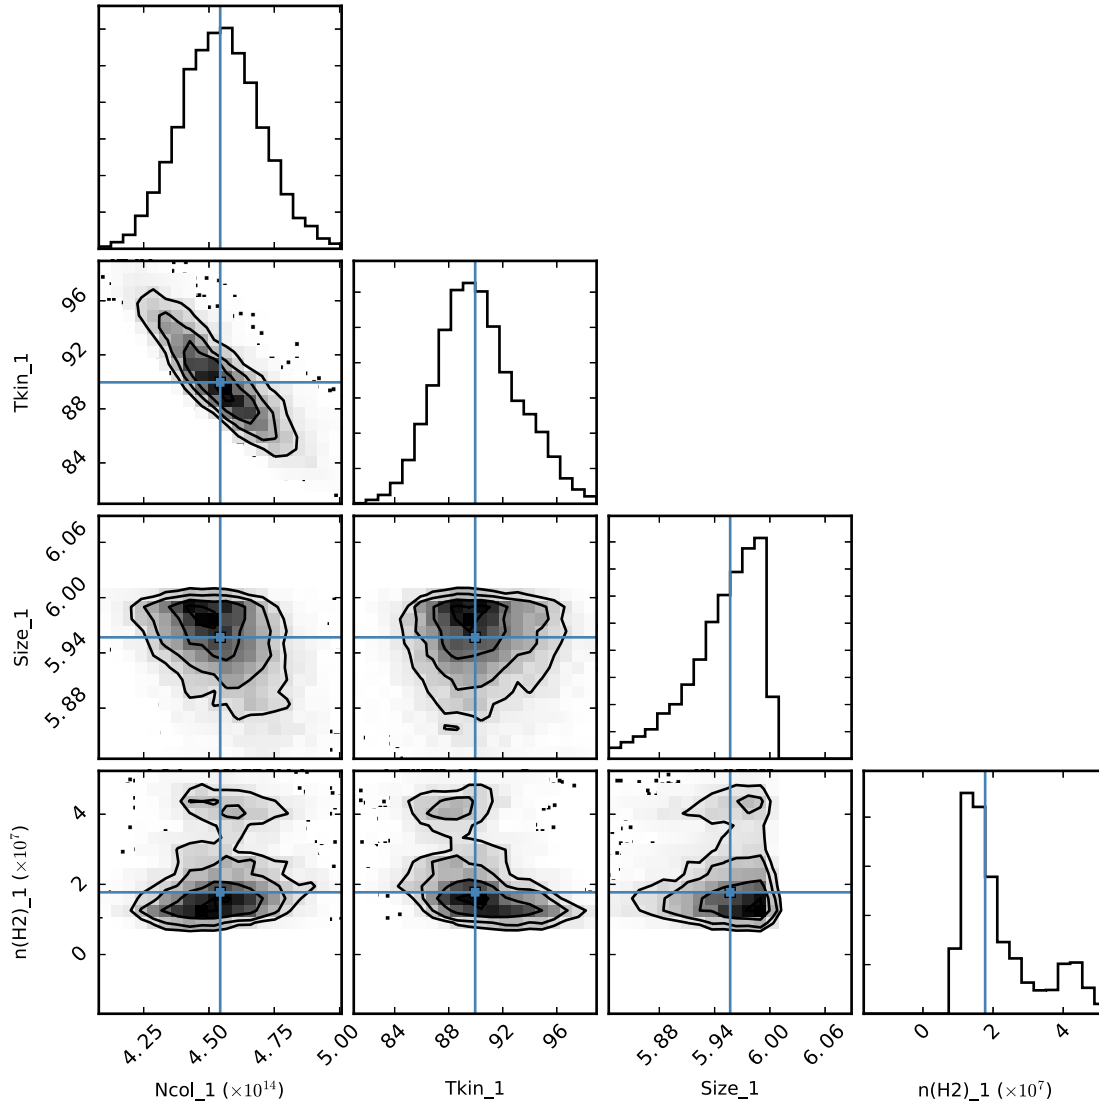 96
92
88
84
Tkin_1
6.06
6.00
5.94
5.88
Size_1
4
2
0
n(H2)_1 (×10⁷)
4.25 4.50 4.75 5.00
84 88 92 96
5.88 5.94 6.00 6.06
0 2 4
Ncol_1 (×10¹⁴)
Tkin_1
Size_1
n(H2)_1 (×10⁷)